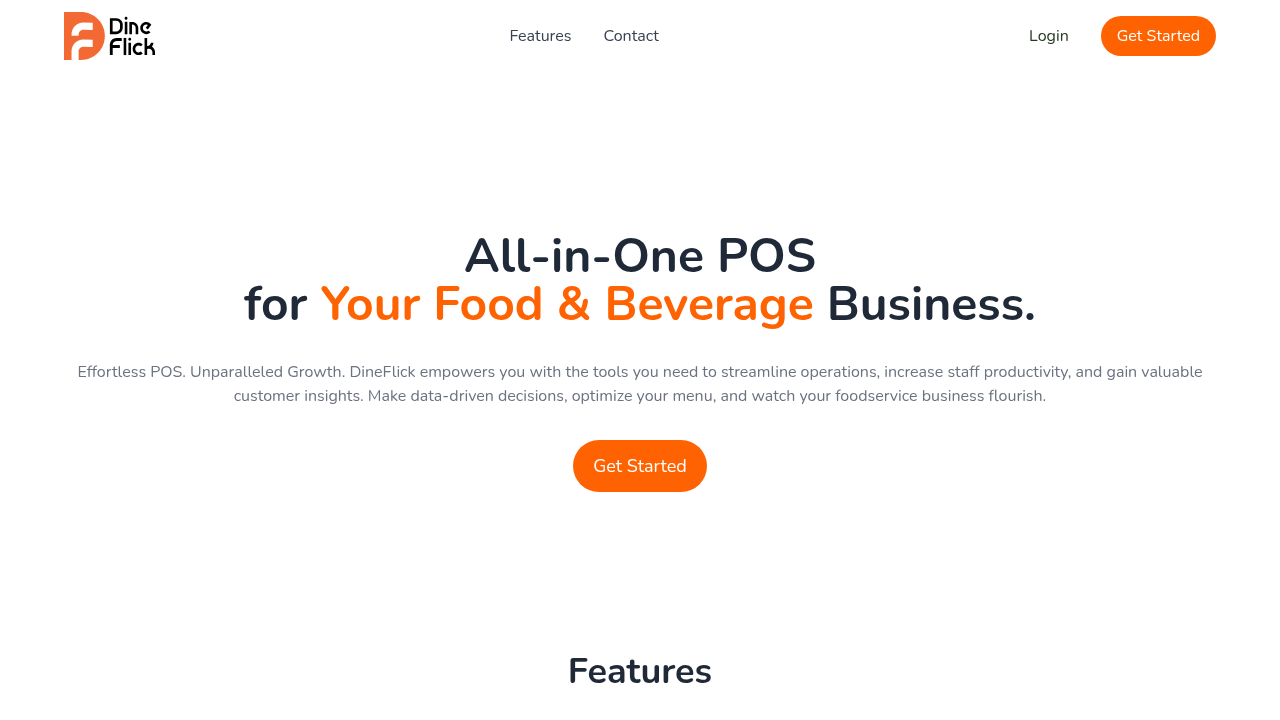 Dine
Flick
Features
Contact
Login
Get Started
All-in-One POS
for Your Food & Beverage Business.
Effortless POS. Unparalleled Growth. DineFlick empowers you with the tools you need to streamline operations, increase staff productivity, and gain valuable
customer insights. Make data-driven decisions, optimize your menu, and watch your foodservice business flourish.
Get Started
Features